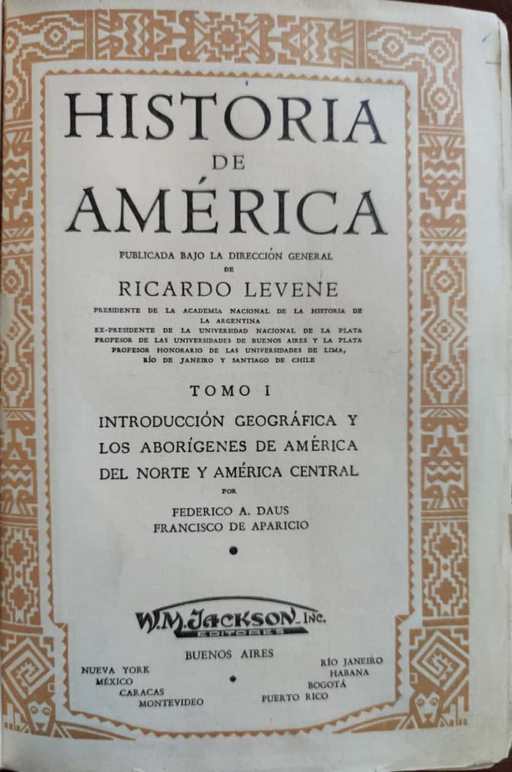 HISTORIA
DE
AMÉRICA
PUBLICADA BAJO LA DIRECCIÓN GENERAL
DE
RICARDO LEVENE
PRESIDENTE DE LA ACADEMIA NACIONAL DE LA HISTORIA DE
LA ARGENTINA
EX-PRESIDENTE DE LA UNIVERSIDAD NACIONAL DE LA PLATA
PROFESOR DE LAS UNIVERSIDADES DE BUENOS AIRES Y LA PLATA
PROFESOR HONORARIO DE LAS UNIVERSIDADES DE LIMA,
RÍO DE JANEIRO Y SANTIAGO DE CHILE
TOMO I
INTRODUCCIÓN GEOGRÁFICA Y
LOS ABORÍGENES DE AMÉRICA
DEL NORTE Y AMÉRICA CENTRAL
POR
FEDERICO A. DAUS
FRANCISCO DE APARICIO
W.M. JACKSON, INC.
EDITORES
BUENOS AIRES
NUEVA YORK
MÉXICO
CARACAS
MONTEVIDEO
RÍO JANEIRO
HABANA
BOGOTÁ
PUERTO RICO